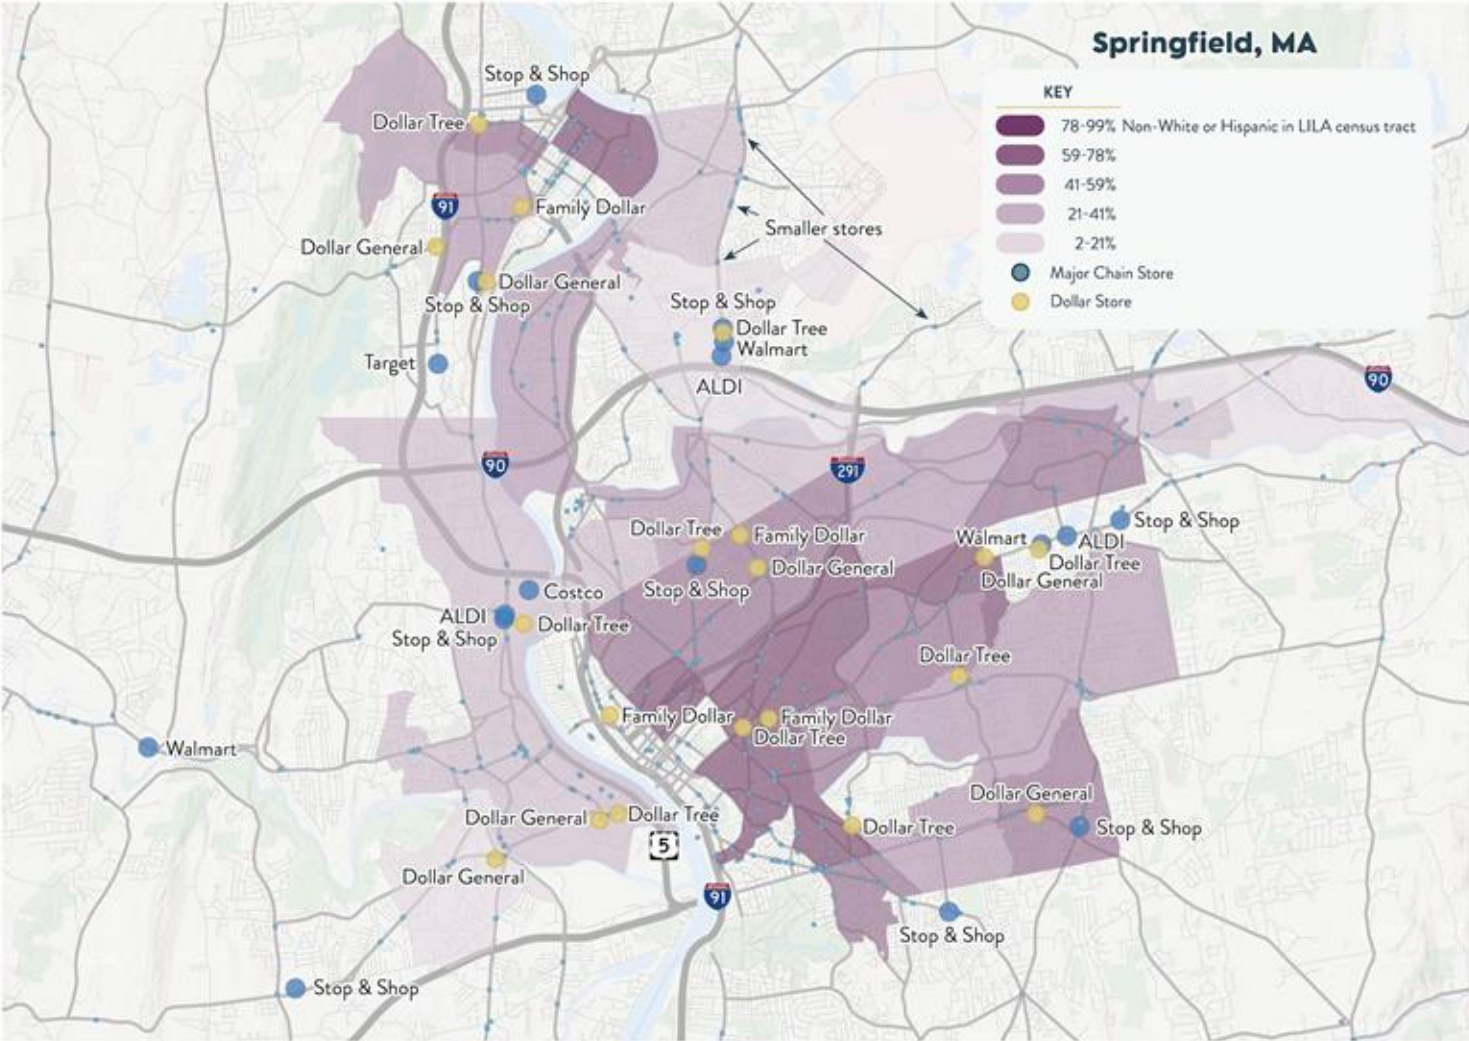 Springfield, MA
KEY
78-99% Non-White or Hispanic in LILA census tract
59-78%
41-59%
21-41%
2-21%
Major Chain Store
Dollar Store
Stop & Shop
Dollar Tree
91
Family Dollar
Smaller stores
Dollar General
Dollar General
Stop & Shop
Stop & Shop
Dollar Tree
Walmart
Target
ALDI
90
90
291
Dollar Tree
Family Dollar
Walmart
Stop & Shop
ALDI
Dollar Tree
Dollar General
Dollar General
Stop & Shop
Costco
ALDI
Stop & Shop
Dollar Tree
Dollar Tree
Family Dollar
Family Dollar
Dollar Tree
Walmart
Dollar General
Dollar General
Dollar Tree
Dollar Tree
Stop & Shop
5
Dollar General
91
Stop & Shop
Stop & Shop